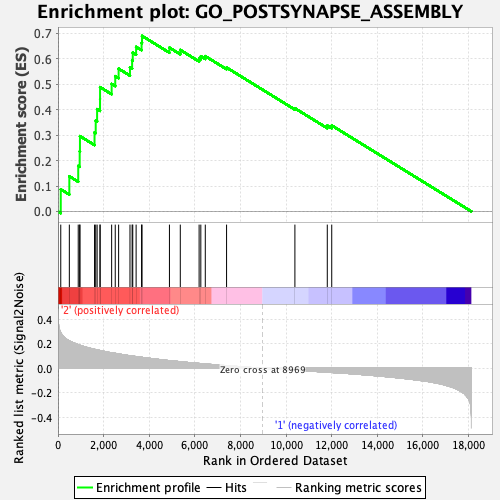 Enrichment plot: GO_POSTSYNAPSE_ASSEMBLY
Enrichment score (ES)
0.7
0.6
0.5
0.4
0.3
0.2
0.1
0.0
'2' (positively correlated)
Ranked list metric (Signal2Noise)
0.4
0.2
0.0
-0.2
-0.4
Zero cross at 8969
'1' (negatively correlated)
0 2,000 4,000 6,000 8,000 10,000 12,000 14,000 16,000 18,000
Rank in Ordered Dataset
Enrichment profile Hits Ranking metric scores